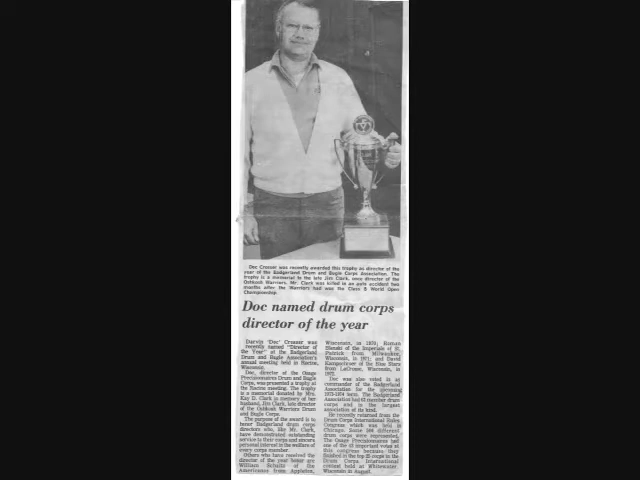 Doc Crosser was recently awarded this trophy as director of the
year of the Badgerland Drum and Bugle Corps Association. The
trophy is a memorial to the late Jim Clark, once director of the
Oshkosh Warriors. Mr. Clark was killed in an auto accident two
months after the Warriors had won the Class B World Open
Championship.
Doc named drum corps
director of the year
Darvin 'Doc' Crosser was
recently named "Director of
the Year" at the Badgerland
Drum and Bugle Association's
annual meeting held in Racine,
Wisconsin.
Doc, director of the Osage
Precisionaires Drum and Bugle
Corps, was presented a trophy at
the Racine meeting. The trophy
is a memorial donated by Mrs.
Kay D. Clark in memory of her
husband, Jim Clark, late director
of the Oshkosh Warriors Drum
and Bugle Corps.
The purpose of the award is to
honor Badgerland drum corps
directors who, like Mr. Clark,
have demonstrated outstanding
service to their corps and sincere
personal interest in the welfare of
every corps member.
Others who have received the
director of the year honor are
William of the
Americanos from Appleton,
Wisconsin, in 1970; Roman
Blenski of the Imperials of St.
Patrick from Milwaukee,
Wisconsin, in 1971; and David
of the Blue Stars
from LaCrosse, Wisconsin, in
1972.
Doc was also voted in as
commander of the Badgerland
Association for the upcoming
1973-1974 term. The Badgerland
Association has 62 member drum
corps and is the largest
association of its kind.
He recently returned from the
Drum Corps International Rules
Congress which was held in
Chicago. Some different
drum corps were represented.
The Osage Precisionaires had
one of the important votes at
this congress because they
finished in the top 25 corps in the
Drum Corps International
contest held at Whitewater
Wisconsin in August.